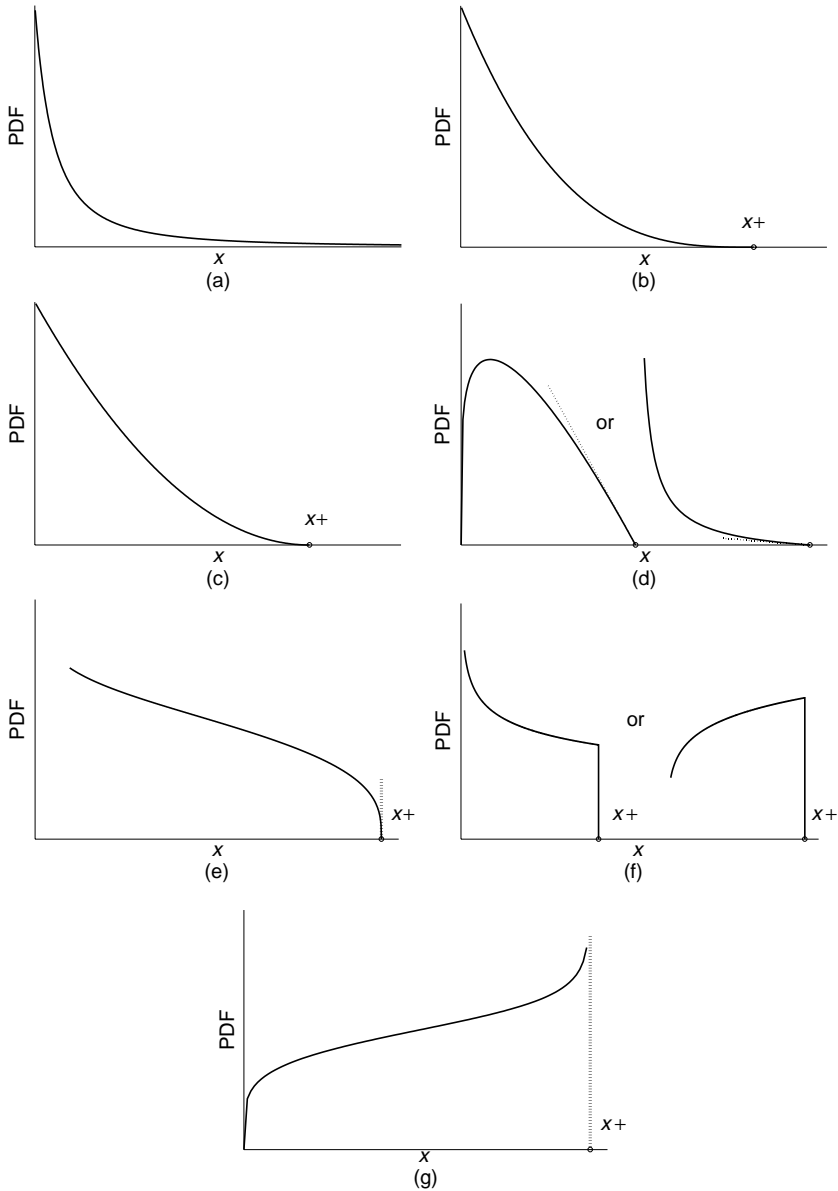 PDF
x
(a)
PDF
x+
x
(b)
PDF
x+
x
(c)
PDF
or
x
(d)
PDF
x+
x
(e)
PDF
or
x+
x+
x
(f)
PDF
x+
x
(g)